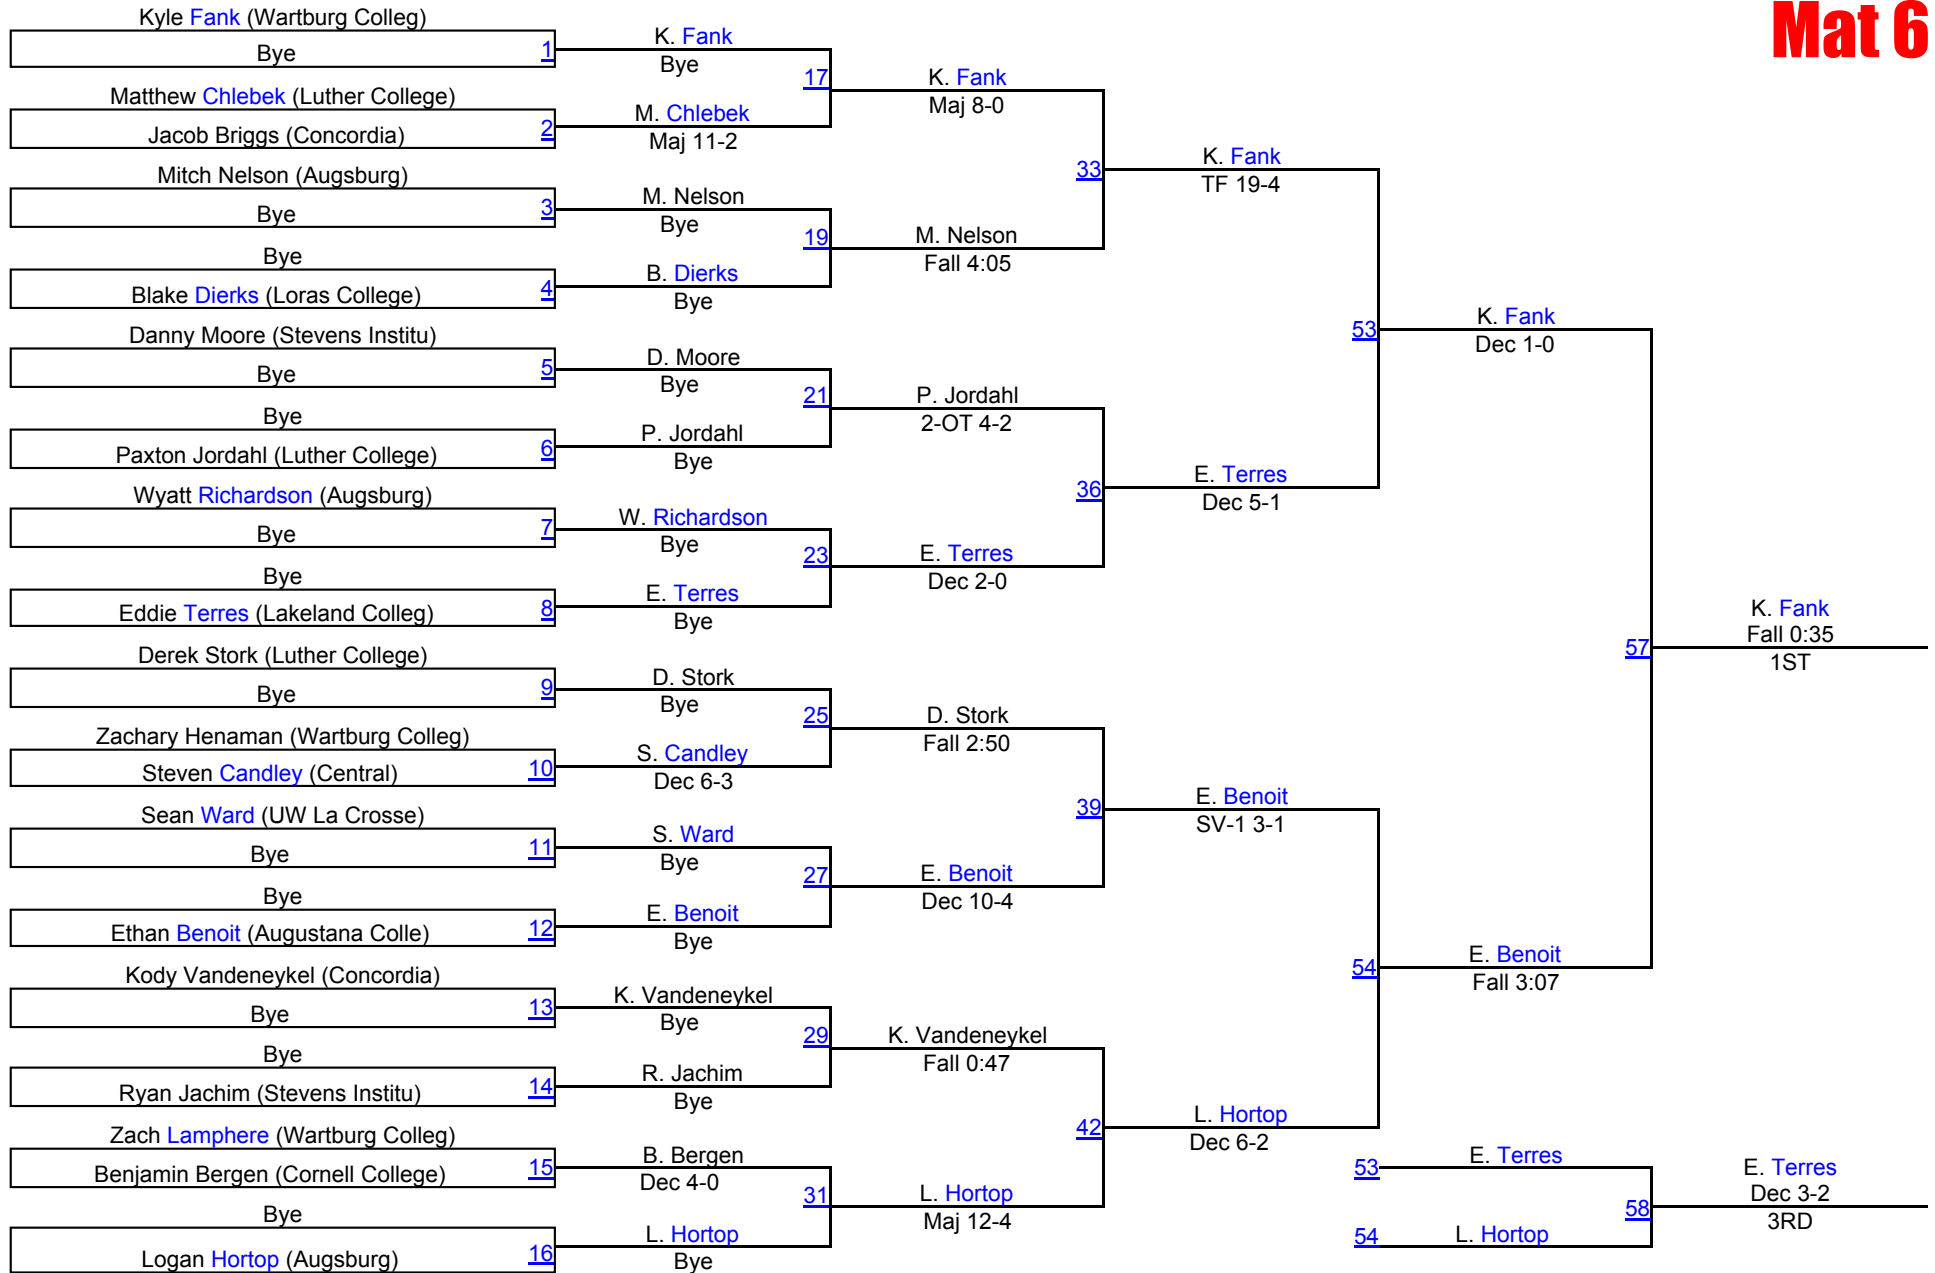 Mat 6
Kyle Fank (Wartburg Colleg)
Bye
1
Matthew Chlebek (Luther College)
Jacob Briggs (Concordia)
2
Mitch Nelson (Augsburg)
Bye
3
Bye
Blake Dierks (Loras College)
4
Danny Moore (Stevens Institu)
Bye
5
Bye
Paxton Jordahl (Luther College)
6
Wyatt Richardson (Augsburg)
Bye
7
Bye
Eddie Terres (Lakeland Colleg)
8
Derek Stork (Luther College)
Bye
9
Zachary Henaman (Wartburg Colleg)
Steven Candley (Central)
10
Sean Ward (UW La Crosse)
Bye
11
Bye
Ethan Benoit (Augustana Colle)
12
Kody Vandeneykel (Concordia)
Bye
13
Bye
Ryan Jachim (Stevens Institu)
14
Zach Lamphere (Wartburg Colleg)
Benjamin Bergen (Cornell College)
15
Bye
Logan Hortop (Augsburg)
16
K. Fank
Bye
17
M. Chlebek
Maj 11-2
M. Nelson
Bye
19
B. Dierks
Bye
D. Moore
Bye
21
P. Jordahl
Bye
W. Richardson
Bye
23
E. Terres
Bye
D. Stork
Bye
25
S. Candley
Dec 6-3
S. Ward
Bye
27
E. Benoit
Bye
K. Vandeneykel
Bye
29
R. Jachim
Bye
B. Bergen
Dec 4-0
31
L. Hortop
Bye
K. Fank
Maj 8-0
33
M. Nelson
Fall 4:05
P. Jordahl
2-OT 4-2
36
E. Terres
Dec 2-0
D. Stork
Fall 2:50
39
E. Benoit
Dec 10-4
K. Vandeneykel
Fall 0:47
42
L. Hortop
Maj 12-4
K. Fank
TF 19-4
53
E. Terres
Dec 5-1
E. Benoit
SV-1 3-1
54
L. Hortop
Dec 6-2
K. Fank
Dec 1-0
57
E. Benoit
Fall 3:07
K. Fank
Fall 0:35
1ST
53
E. Terres
58
54
L. Hortop
E. Terres
Dec 3-2
3RD